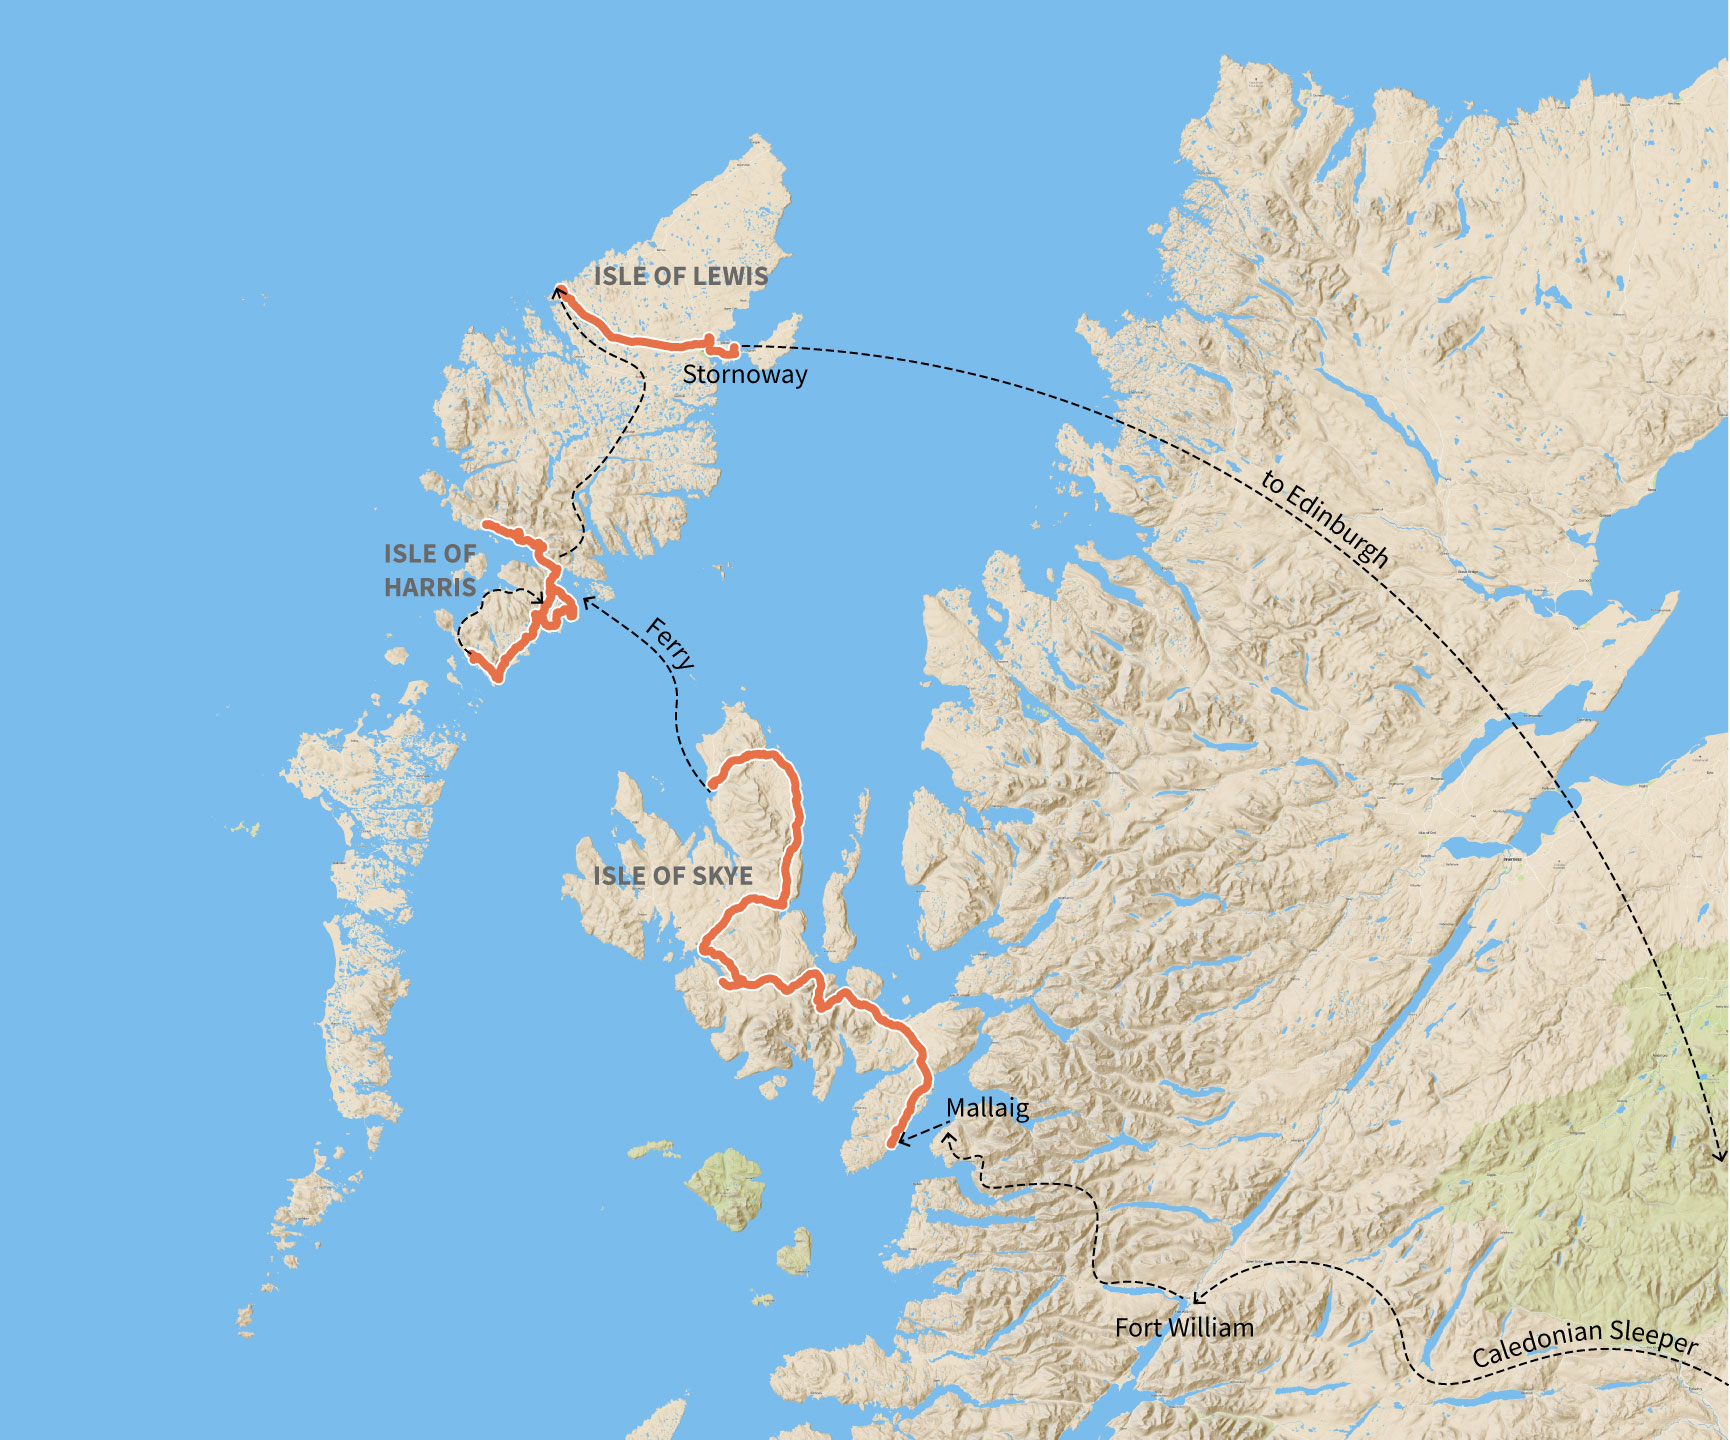 ISLE OF LEWIS
Stornoway
to Edinburgh
ISLE OF
HARRIS
Ferry
ISLE OF SKYE
Mallaig
Fort William
Caledonian Sleeper